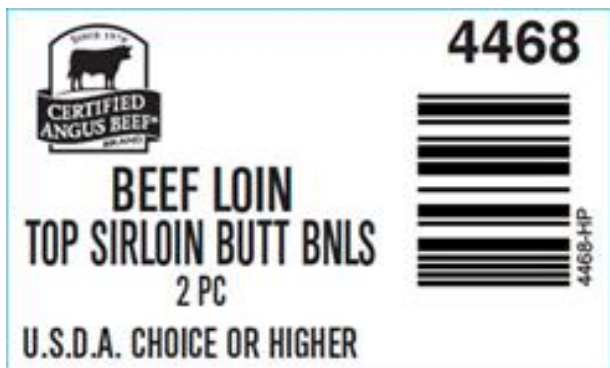 SINCE 1978
CERTIFIED
ANGUS BEEF
BRAND
4468
BEEF LOIN
TOP SIRLOIN BUTT BNLS
2 PC
U.S.D.A. CHOICE OR HIGHER
4468-HP